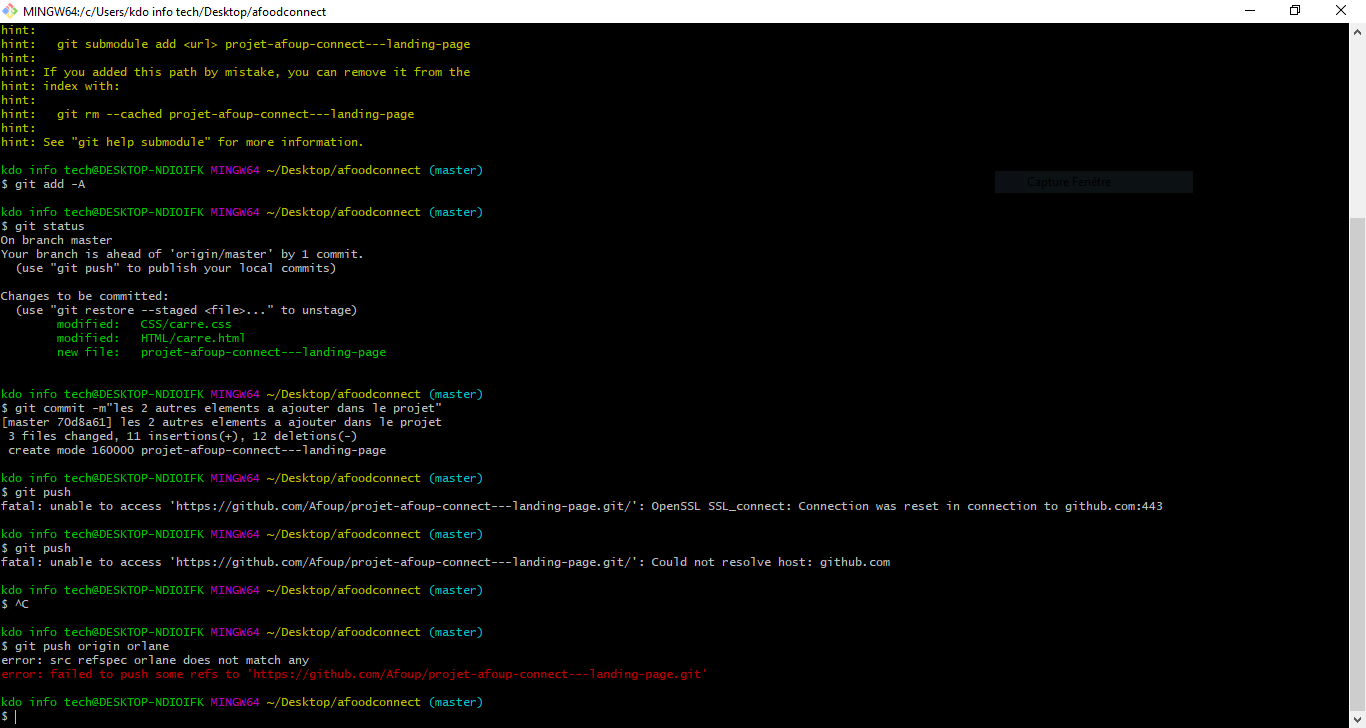 MINGW64:/c/Users/kdo info tech/Desktop/afoodconnect
hint:
hint:   git submodule add <url> projet-afoup-connect---landing-page
hint:
hint: If you added this path by mistake, you can remove it from the
hint: index with:
hint:
hint:   git rm --cached projet-afoup-connect---landing-page
hint:
hint: See "git help submodule" for more information.
kdo info tech@DESKTOP-NDIOIFK MINGW64 ~/Desktop/afoodconnect (master)
$ git add -A
Capture Fenêtre
kdo info tech@DESKTOP-NDIOIFK MINGW64 ~/Desktop/afoodconnect (master)
$ git status
On branch master
Your branch is ahead of 'origin/master' by 1 commit.
  (use "git push" to publish your local commits)
Changes to be committed:
  (use "git restore --staged <file>..." to unstage)
        modified:   CSS/carre.css
        modified:   HTML/carre.html
        new file:   projet-afoup-connect---landing-page
kdo info tech@DESKTOP-NDIOIFK MINGW64 ~/Desktop/afoodconnect (master)
$ git commit -m"les 2 autres elements a ajouter dans le projet"
[master 70d8a61] les 2 autres elements a ajouter dans le projet
 3 files changed, 11 insertions(+), 12 deletions(-)
 create mode 160000 projet-afoup-connect---landing-page
kdo info tech@DESKTOP-NDIOIFK MINGW64 ~/Desktop/afoodconnect (master)
$ git push
fatal: unable to access 'https://github.com/Afoup/projet-afoup-connect---landing-page.git/': OpenSSL SSL_connect: Connection was reset in connection to github.com:443
kdo info tech@DESKTOP-NDIOIFK MINGW64 ~/Desktop/afoodconnect (master)
$ git push
fatal: unable to access 'https://github.com/Afoup/projet-afoup-connect---landing-page.git/': Could not resolve host: github.com
kdo info tech@DESKTOP-NDIOIFK MINGW64 ~/Desktop/afoodconnect (master)
$ ^C
kdo info tech@DESKTOP-NDIOIFK MINGW64 ~/Desktop/afoodconnect (master)
$ git push origin orlane
error: src refspec orlane does not match any
error: failed to push some refs to 'https://github.com/Afoup/projet-afoup-connect---landing-page.git'
kdo info tech@DESKTOP-NDIOIFK MINGW64 ~/Desktop/afoodconnect (master)
$